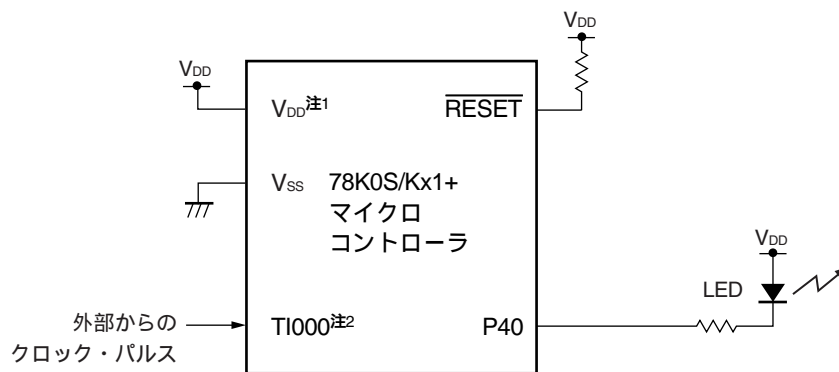 VDD
VDD
VDD注1
RESET
VSS
78K0S/Kx1+
マイクロ
コントローラ
VDD
LED
外部からの
クロック・パルス
TI000注2
P40